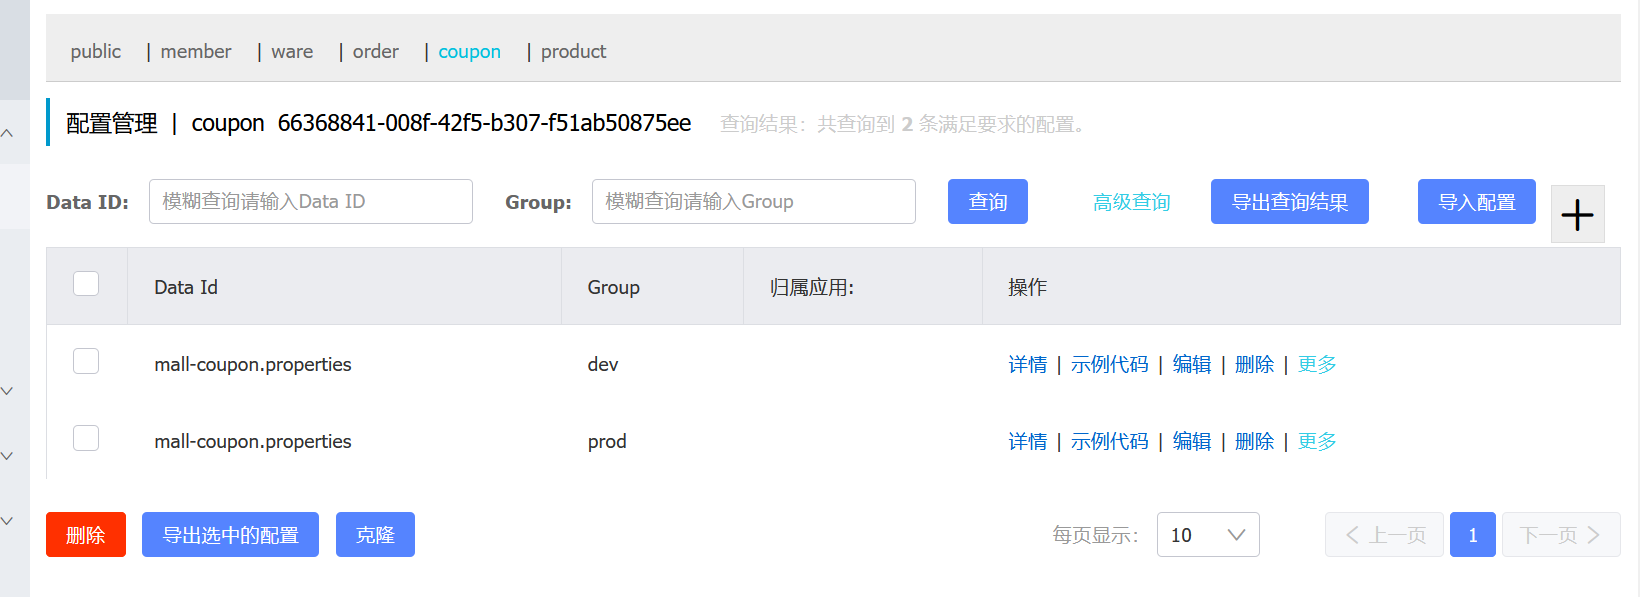 public | member | ware | order | coupon | product
配置管理 | coupon 66368841-008f-42f5-b307-f51ab50875ee 查询结果：共查询到 2 条满足要求的配置。
Data ID: 模糊查询请输入Data ID Group: 模糊查询请输入Group 查询 高级查询 导出查询结果 导入配置
Data Id Group 归属应用: 操作
mall-coupon.properties dev 详情 | 示例代码 | 编辑 | 删除 | 更多
mall-coupon.properties prod 详情 | 示例代码 | 编辑 | 删除 | 更多
删除 导出选中的配置 克隆 每页显示： 10 上一页 1 下一页